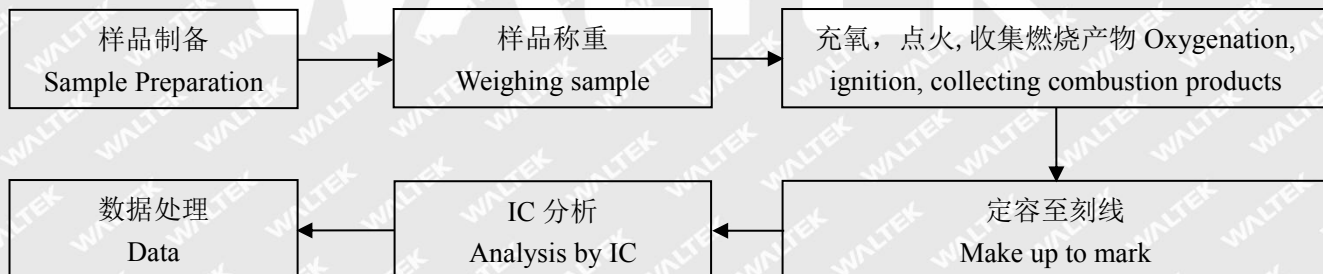 样品制备
Sample Preparation
样品称重
Weighing sample
充氧，点火, 收集燃烧产物 Oxygenation,
ignition, collecting combustion products
定容至刻线
Make up to mark
IC 分析
Analysis by IC
数据处理
Data
WALTEK